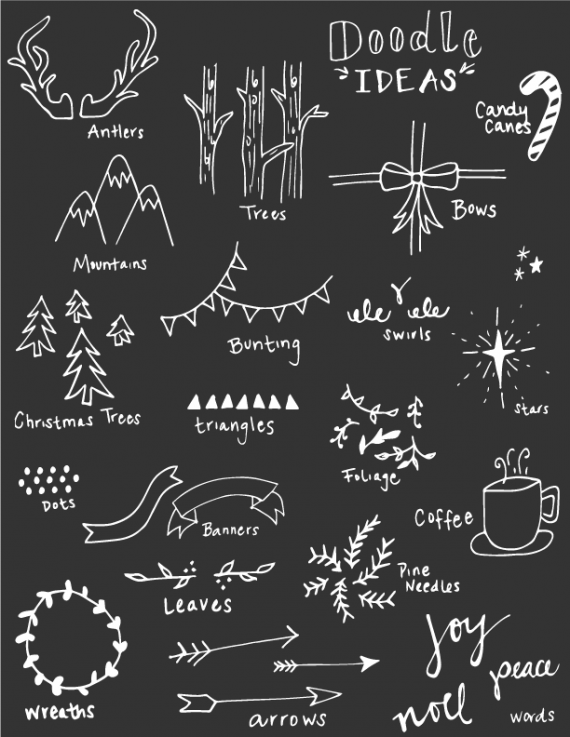 Doodle
"IDEAS"
Antlers
Trees
Candy
Canes
Bows
Mountains
Bunting
swirls
stars
Christmas Trees
triangles
Foliage
Dots
Banners
Coffee
Leaves
Pine
Needles
wreaths
arrows
joy
peace
noel
words